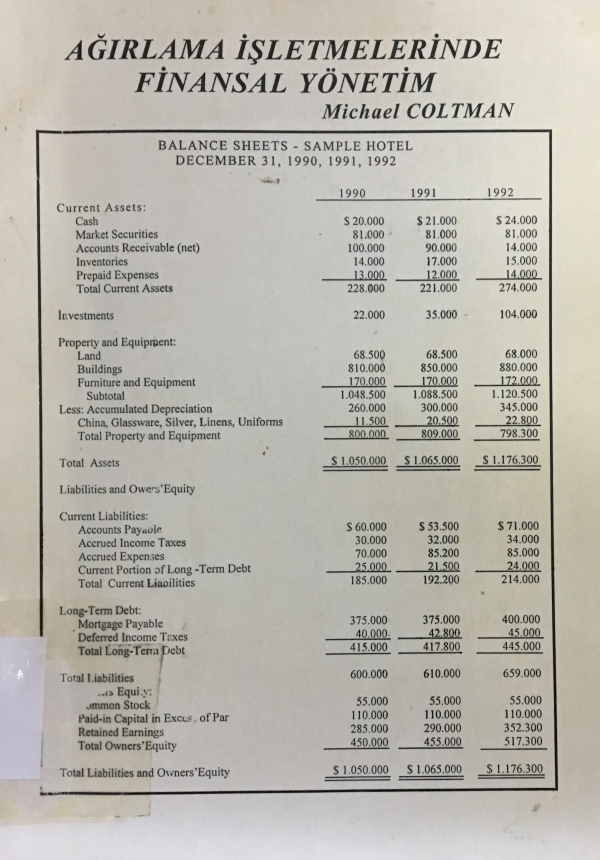 AĞIRLAMA İŞLETMELERİNDE
FİNANSAL YÖNETİM
Michael COLTMAN
BALANCE SHEETS - SAMPLE HOTEL
DECEMBER 31, 1990, 1991, 1992
1990 1991 1992
Current Assets:
Cash $ 20.000 $ 21.000 $ 24.000
Market Securities 81.000 81.000 81.000
Accounts Receivable (net) 100.000 90.000 14.000
Inventories 14.000 17.000 15.000
Prepaid Expenses 13.000 12.000 14.000
Total Current Assets 228.000 221.000 274.000
Investments 22.000 35.000 104.000
Property and Equipment:
Land 68.500 68.500 68.000
Buildings 810.000 850.000 880.000
Furniture and Equipment 170.000 170.000 172.000
Subtotal 1.048.500 1.088.500 1.120.500
Less: Accumulated Depreciation 260.000 300.000 345.000
China, Glassware, Silver, Linens, Uniforms 11.500 20.500 22.800
Total Property and Equipment 800.000 809.000 798.300
Total Assets $ 1.050.000 $ 1.065.000 $ 1.176.300
Liabilities and Owers'Equity
Current Liabilities:
Accounts Payable $ 60.000 $ 53.500 $ 71.000
Accrued Income Taxes 30.000 32.000 34.000
Accrued Expenses 70.000 85.200 85.000
Current Portion of Long -Term Debt 25.000 21.500 24.000
Total Current Liabilities 185.000 192.200 214.000
Long-Term Debt:
Mortgage Payable 375.000 375.000 400.000
Deferred Income Taxes 40.000 42.800 45.000
Total Long-Term Debt 415.000 417.800 445.000
Total Liabilities 600.000 610.000 659.000
Equity:
ommon Stock 55.000 55.000 55.000
Paid-in Capital in Exces of Par 110.000 110.000 110.000
Retained Earnings 285.000 290.000 352.300
Total Owners'Equity 450.000 455.000 517.300
Total Liabilities and Owners'Equity $ 1.050.000 $ 1.065.000 $ 1.176.300